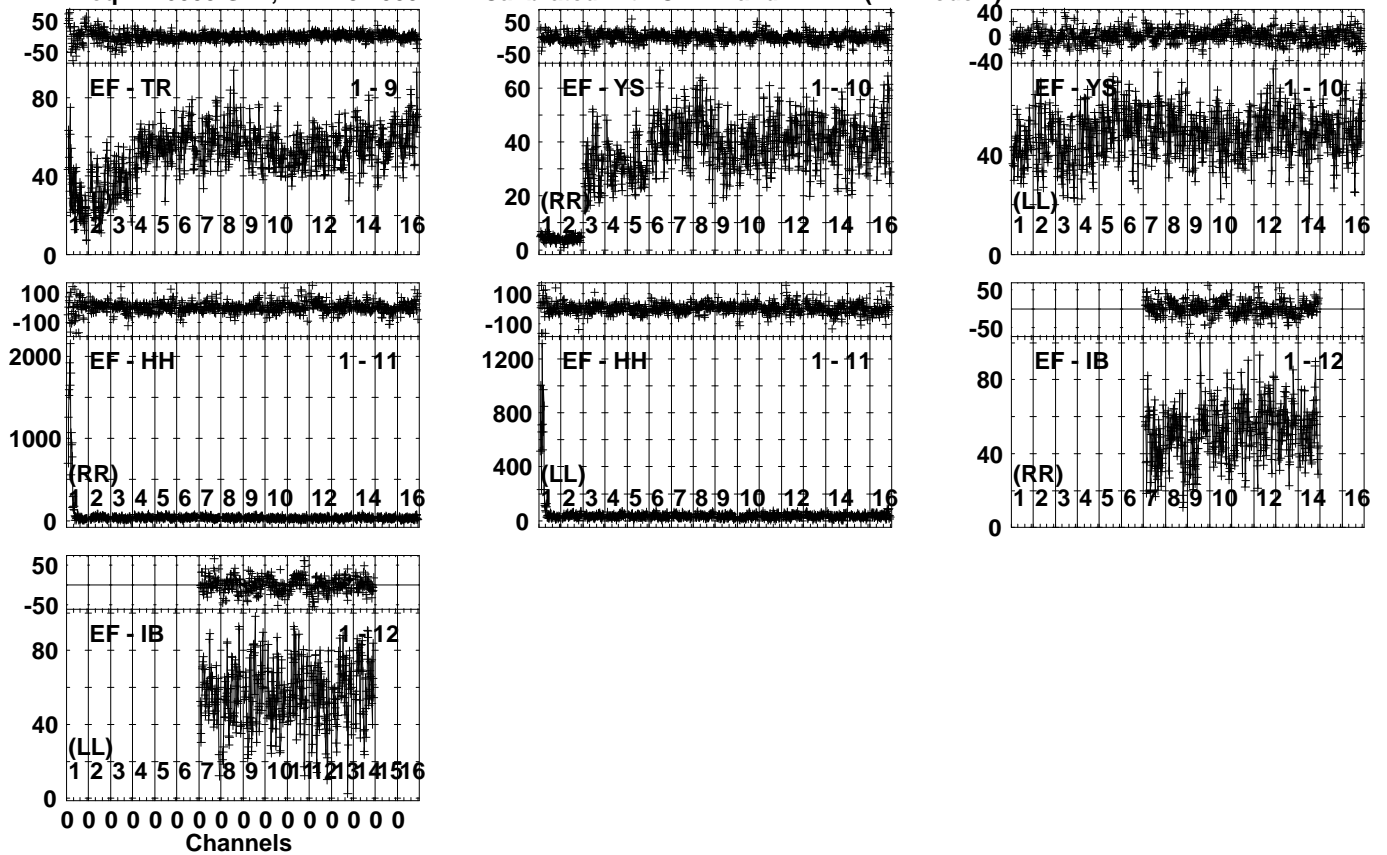 50
-50
EF - TR 1 - 9
80
40
0
1 2 3 4 5 6 7 8 9 10 12 14 16
50
-50
EF - YS 1 - 10
60
40
20
0
(RR)
1 2 3 4 5 6 7 8 9 10 12 14 16
40
0
-40
EF - YS 1 - 10
40
0
(LL)
1 2 3 4 5 6 7 8 9 10 12 14 16
100
-100
EF - HH 1 - 11
2000
1000
0
(RR)
1 2 3 4 5 6 7 8 9 10 12 14 16
100
-100
EF - HH 1 - 11
1200
800
400
0
(LL)
1 2 3 4 5 6 7 8 9 10 12 14 16
50
-50
EF - IB 1 - 12
80
40
0
(RR)
1 2 3 4 5 6 7 8 9 10 12 14 16
50
-50
EF - IB 1 - 12
80
40
0
(LL)
1 2 3 4 5 6 7 8 9 10 11 12 13 14 15 16
0 0 0 0 0 0 0 0 0 0 0 0 0 0 0 0
Channels